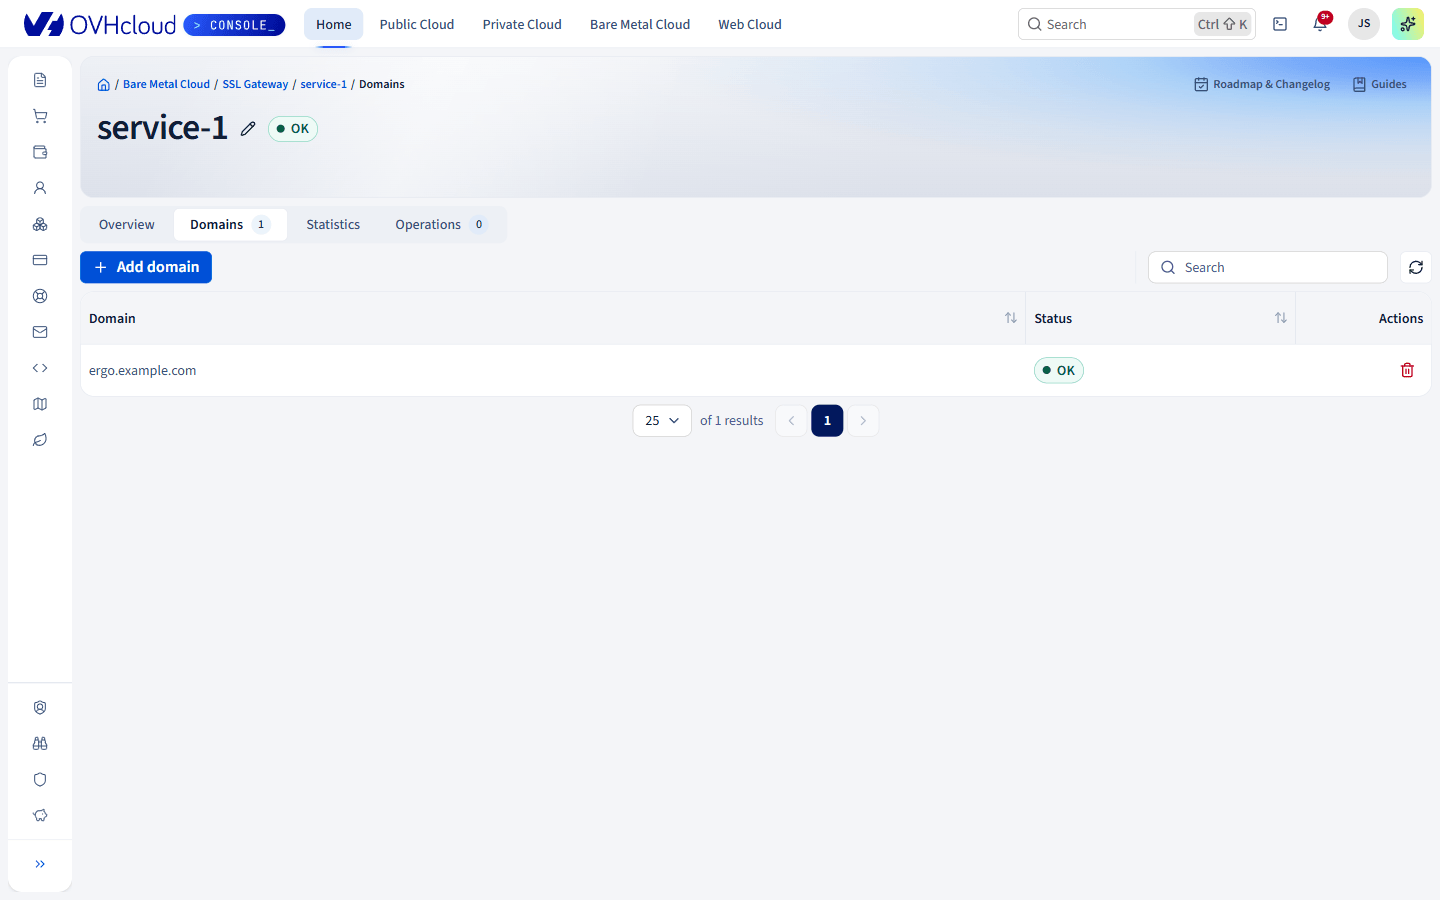 OVHcloud > CONSOLE_ Home Public Cloud Private Cloud Bare Metal Cloud Web Cloud Search Ctrl K 9+ JS
/ Bare Metal Cloud / SSL Gateway / service-1 / Domains Roadmap & Changelog Guides
service-1 OK
Overview Domains 1 Statistics Operations 0
Add domain Search
Domain Status Actions
ergo.example.com OK
25 of 1 results 1